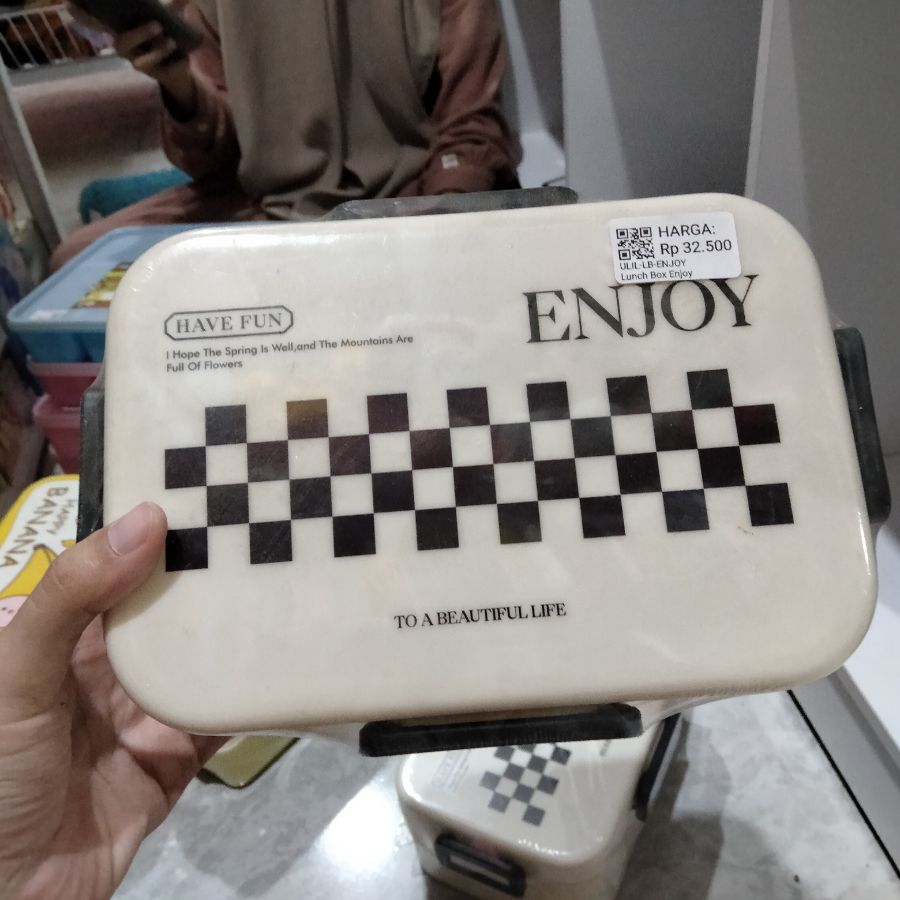 HARGA:
Rp 32.500
ULIL-LB-ENJOY
Lunch Box Enjoy
ENJOY
HAVE FUN
I Hope The Spring Is Well,and The Mountains Are
Full Of Flowers
TO A BEAUTIFUL LIFE
Happy
BANANA